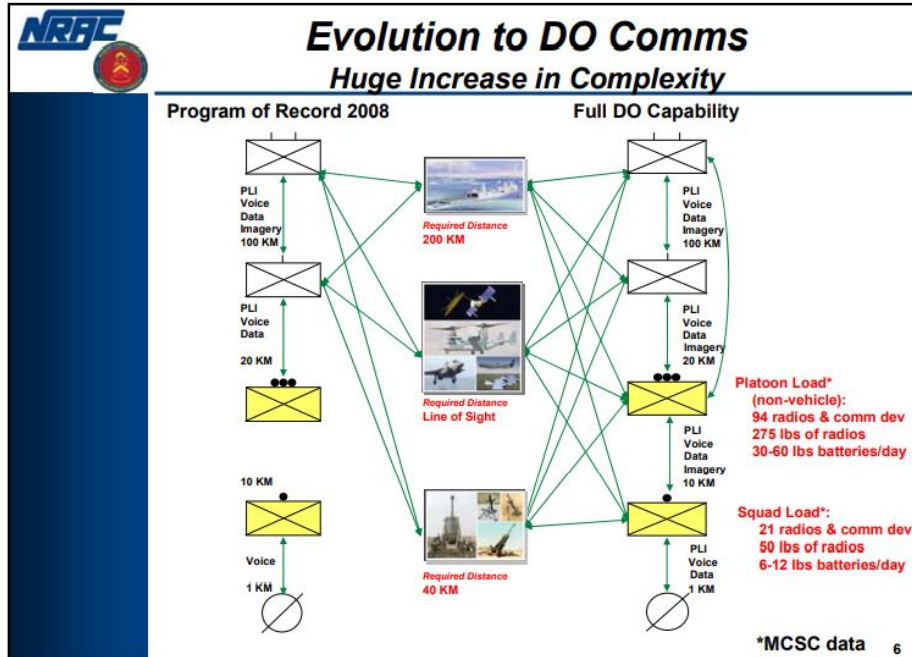 NRAC
Evolution to DO Comms
Huge Increase in Complexity
Program of Record 2008
Full DO Capability
PLI
Voice
Data
Imagery
100 KM
PLI
Voice
Data
20 KM
10 KM
Voice
1 KM
Required Distance
200 KM
Required Distance
Line of Sight
Required Distance
40 KM
PLI
Voice
Data
Imagery
100 KM
PLI
Voice
Data
Imagery
20 KM
PLI
Voice
Data
Imagery
10 KM
PLI
Voice
Data
1 KM
Platoon Load*
(non-vehicle):
94 radios & comm dev
275 lbs of radios
30-60 lbs batteries/day
Squad Load*:
21 radios & comm dev
50 lbs of radios
6-12 lbs batteries/day
*MCSC data
6